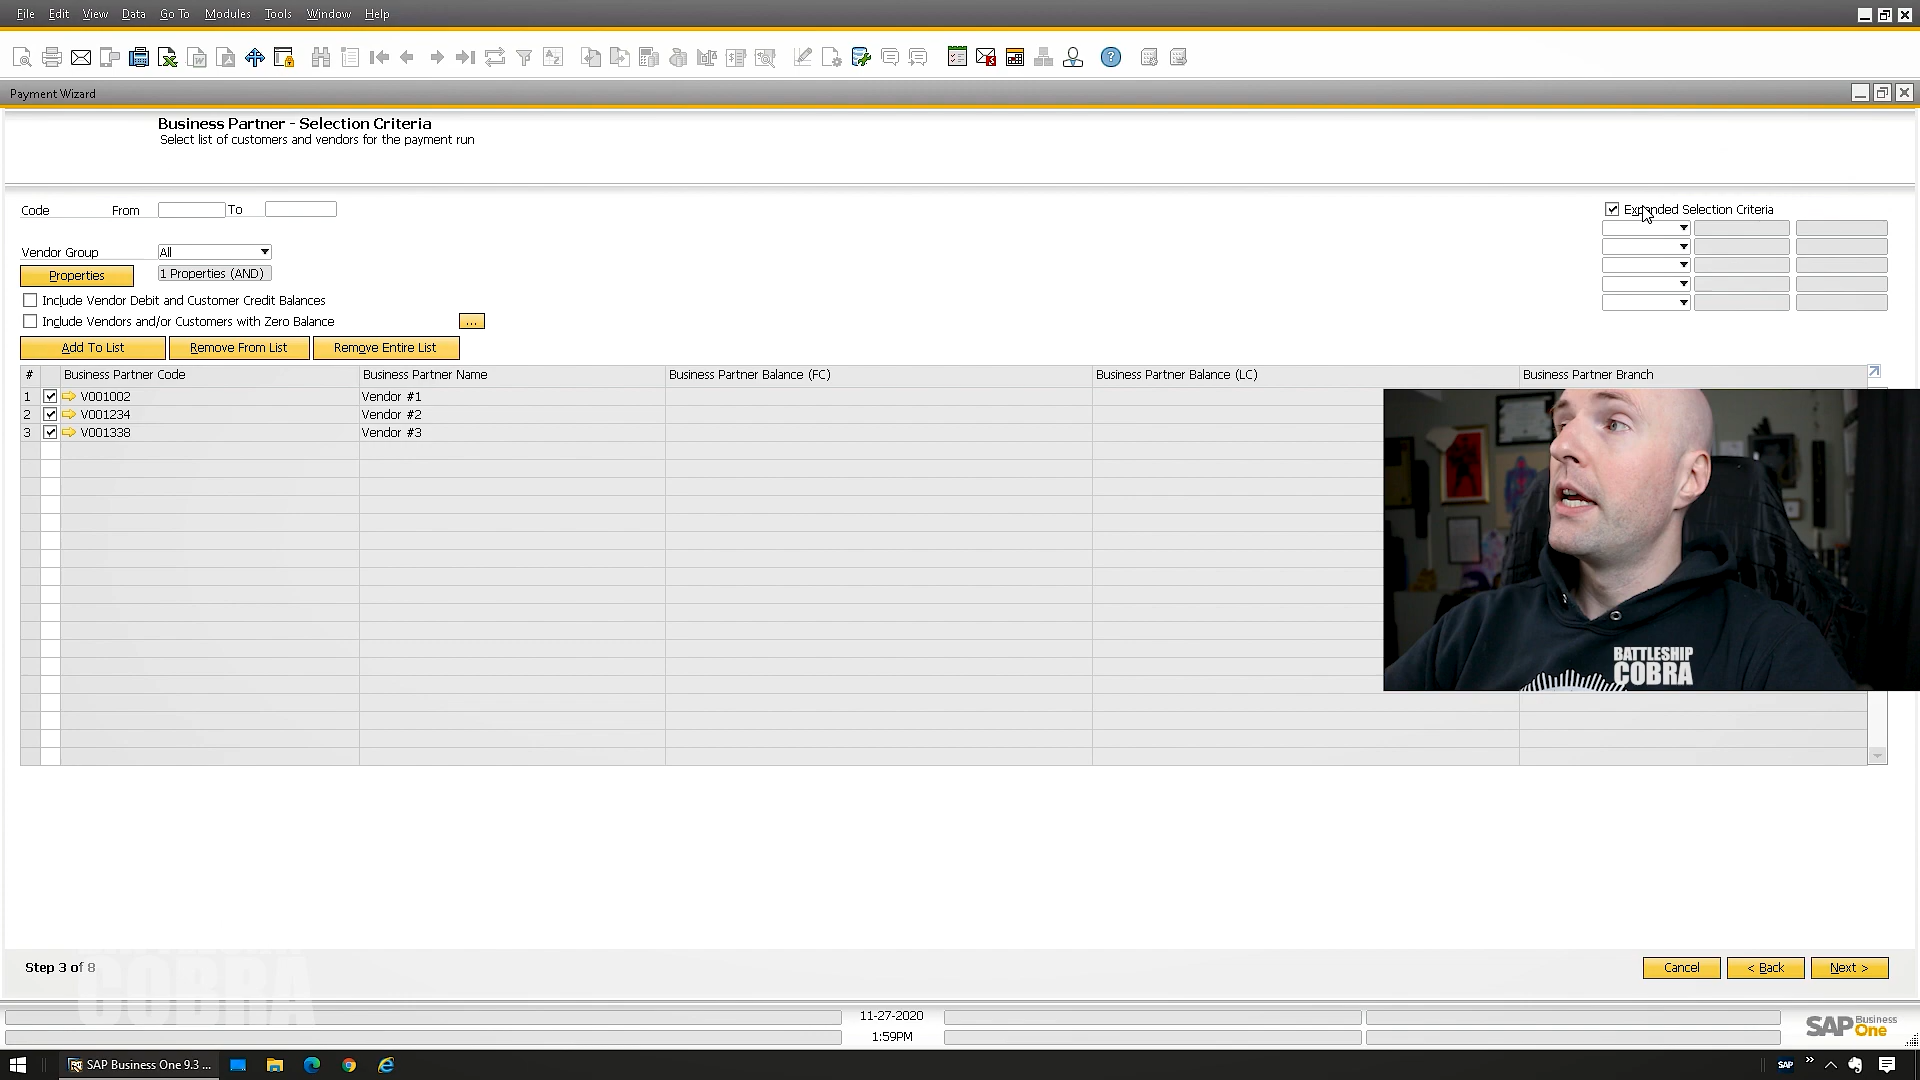 File Edit View Data Go To Modules Tools Window Help
Payment Wizard
Business Partner - Selection Criteria
Select list of customers and vendors for the payment run
Code From To
Expanded Selection Criteria
Vendor Group All
Properties 1 Properties (AND)
Include Vendor Debit and Customer Credit Balances
Include Vendors and/or Customers with Zero Balance ...
Add To List Remove From List Remove Entire List
# Business Partner Code Business Partner Name Business Partner Balance (FC) Business Partner Balance (LC) Business Partner Branch
1 V001002 Vendor #1
2 V001234 Vendor #2
3 V001338 Vendor #3
BATTLESHIP
COBRA
Step 3 of 8
Cancel < Back Next >
COBRA
11-27-2020
1:59PM
SAP Business One
SAP Business One 9.3 ...
SAP